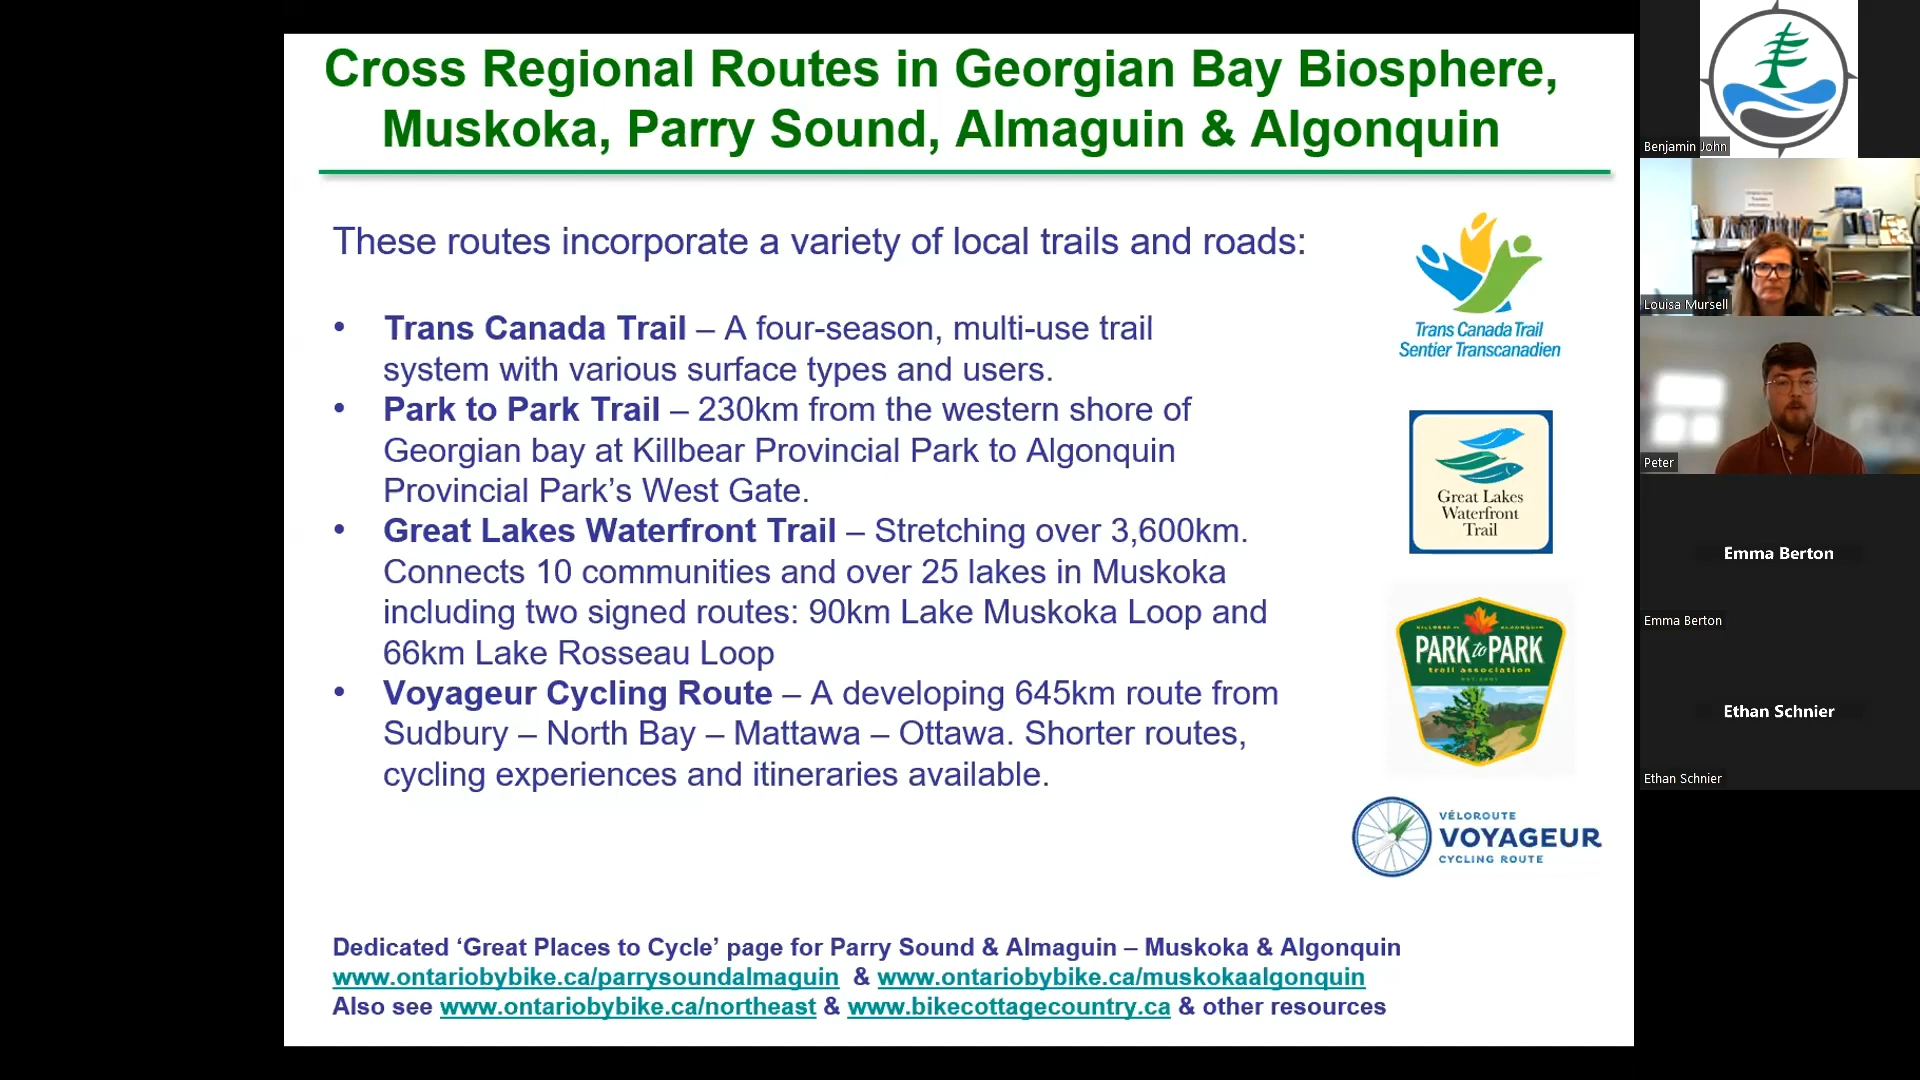 Cross Regional Routes in Georgian Bay Biosphere,
Muskoka, Parry Sound, Almaguin & Algonquin
These routes incorporate a variety of local trails and roads:
• Trans Canada Trail – A four-season, multi-use trail
system with various surface types and users.
• Park to Park Trail – 230km from the western shore of
Georgian bay at Killbear Provincial Park to Algonquin
Provincial Park’s West Gate.
• Great Lakes Waterfront Trail – Stretching over 3,600km.
Connects 10 communities and over 25 lakes in Muskoka
including two signed routes: 90km Lake Muskoka Loop and
66km Lake Rosseau Loop
• Voyageur Cycling Route – A developing 645km route from
Sudbury – North Bay – Mattawa – Ottawa. Shorter routes,
cycling experiences and itineraries available.
Dedicated ‘Great Places to Cycle’ page for Parry Sound & Almaguin – Muskoka & Algonquin
www.ontariobybike.ca/parrysoundalmaguin & www.ontariobybike.ca/muskokaalgonquin
Also see www.ontariobybike.ca/northeast & www.bikecottagecountry.ca & other resources
Trans Canada Trail
Sentier Transcanadien
Great Lakes
Waterfront
Trail
PARK to PARK
trail association
VÉLOROUTE
VOYAGEUR
CYCLING ROUTE
Benjamin John
Louisa Mursell
Peter
Emma Berton
Emma Berton
Ethan Schnier
Ethan Schnier